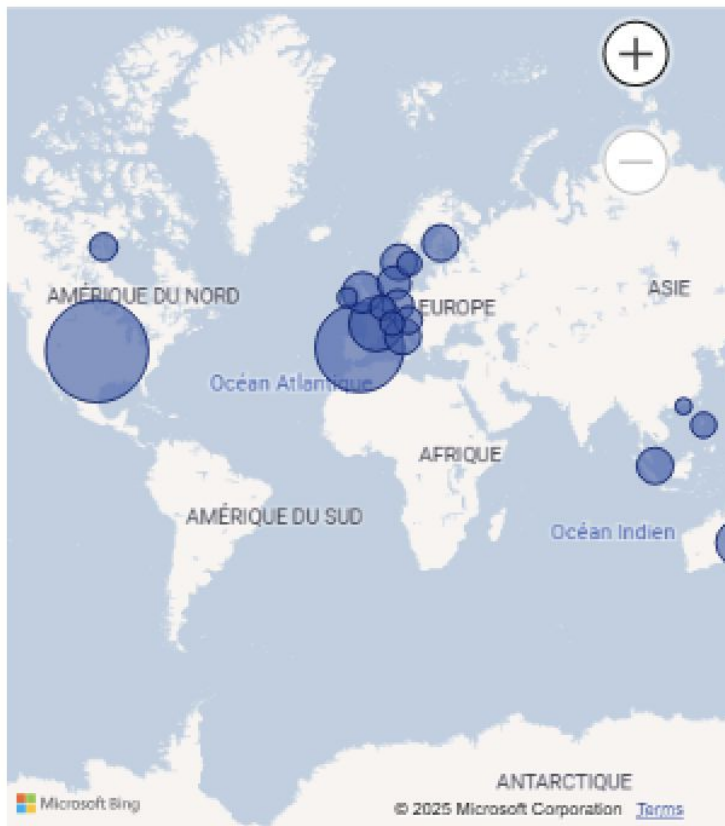 AMÉRIQUE DU NORD
ASIE
EUROPE
Océan Atlantique
AFRIQUE
AMÉRIQUE DU SUD
Océan Indien
ANTARCTIQUE
Microsoft Bing
© 2025 Microsoft Corporation Terms